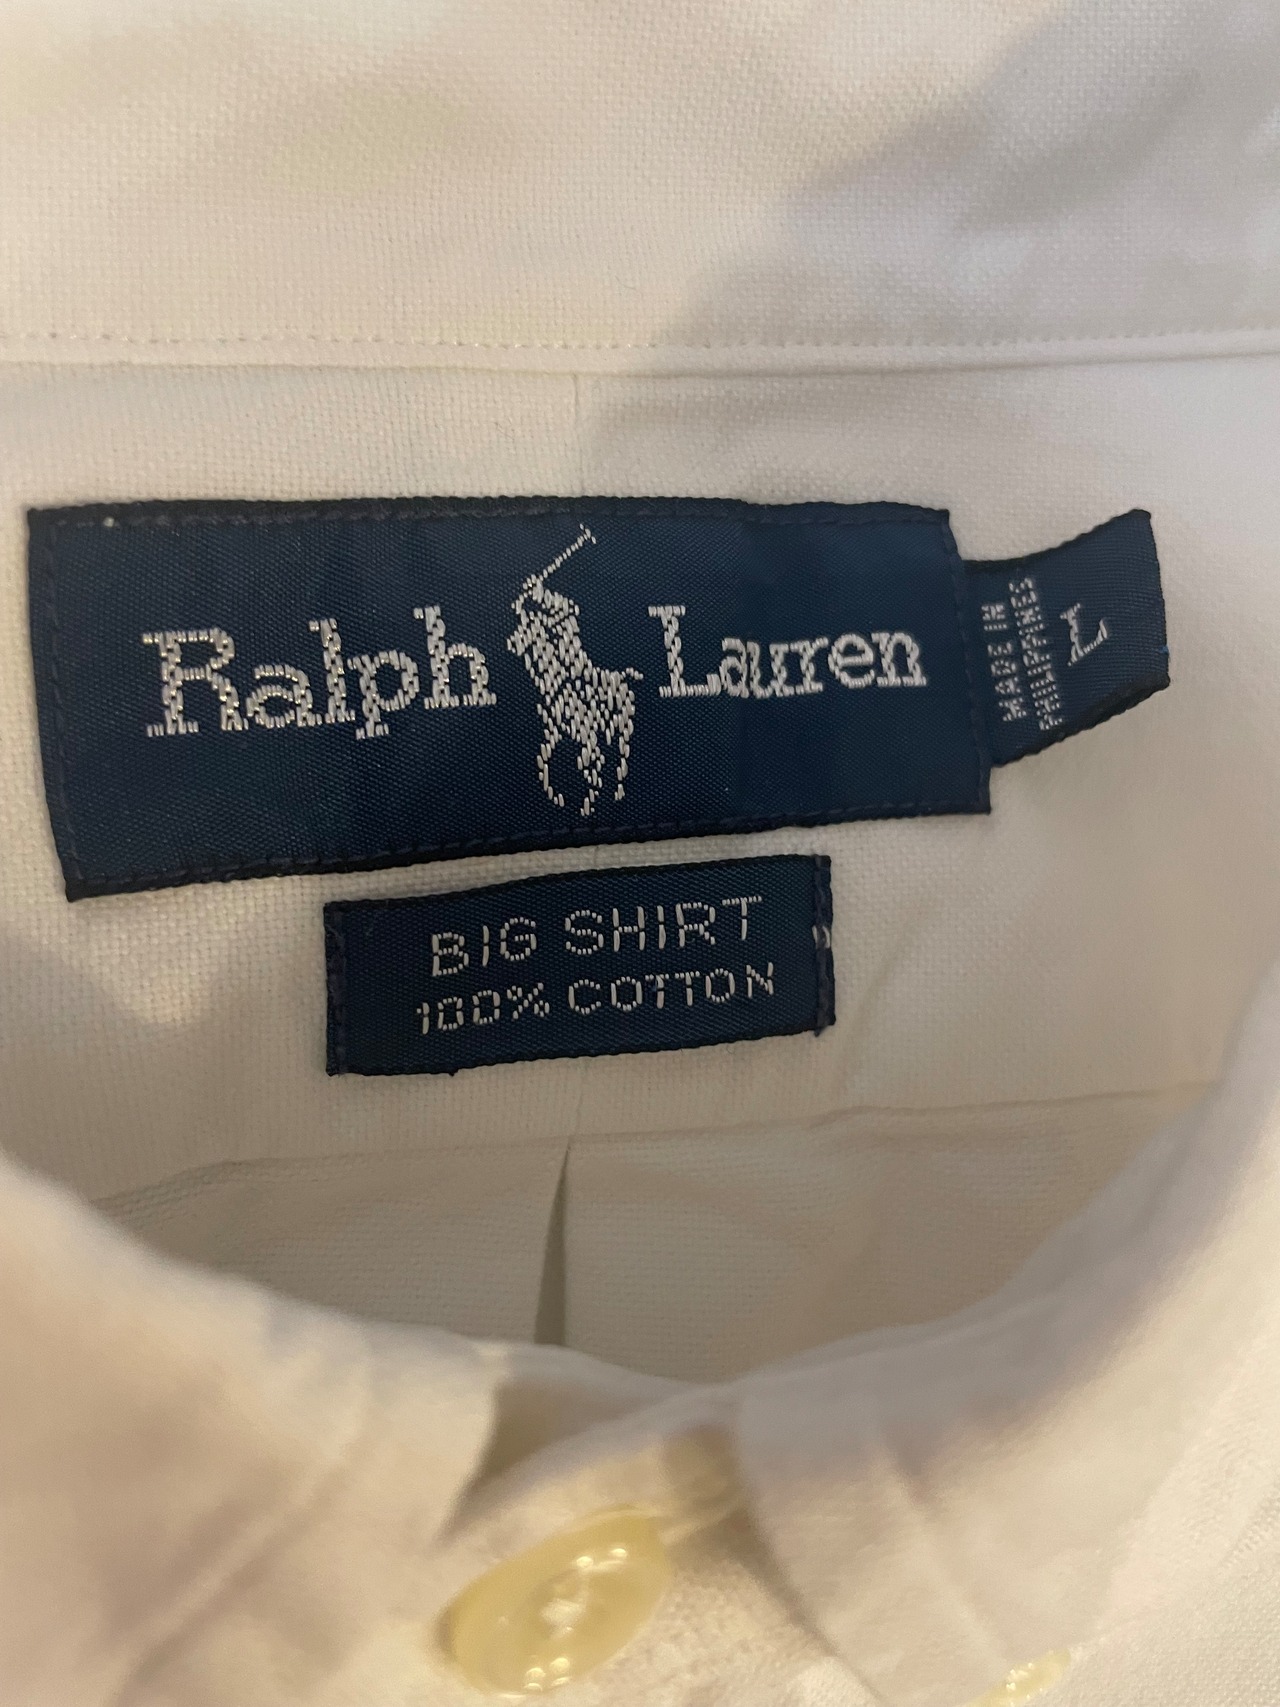 Ralph Lauren
MADE IN
PHILIPPINES
L
BIG SHIRT
100% COTTON